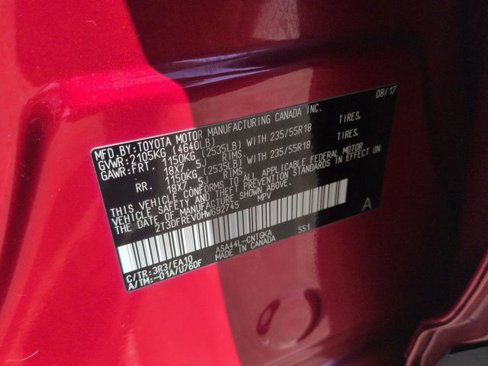 MFD.BY:TOYOTA MOTOR MANUFACTURING CANADA INC. 08/17
GVWR:2105KG (4640LB)
GAWR:FRT. 1150KG (2535LB) WITH 235/55R18 TIRES,
18X7.5J RIMS
RR. 1150KG (2535LB) WITH 235/55R18 TIRES,
18X7.5J RIMS
THIS VEHICLE CONFORMS TO ALL APPLICABLE FEDERAL MOTOR
VEHICLE SAFETY AND THEFT PREVENTION STANDARDS IN EFFECT ON
THE DATE OF MANUFACTURE SHOWN ABOVE.
2T3DFREV0HW692745 MPV A
ASA44L-CNTGKA 551
C/TR:3R3/EA10 MADE IN CANADA
A/TM:-01A/U760F